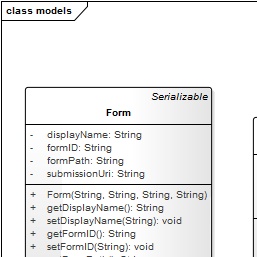 class models
Serializable
Form
- displayName: String
- formID: String
- formPath: String
- submissionUri: String
+ Form(String, String, String, String)
+ getDisplayName(): String
+ setDisplayName(String): void
+ getFormID(): String
+ setFormID(String): void